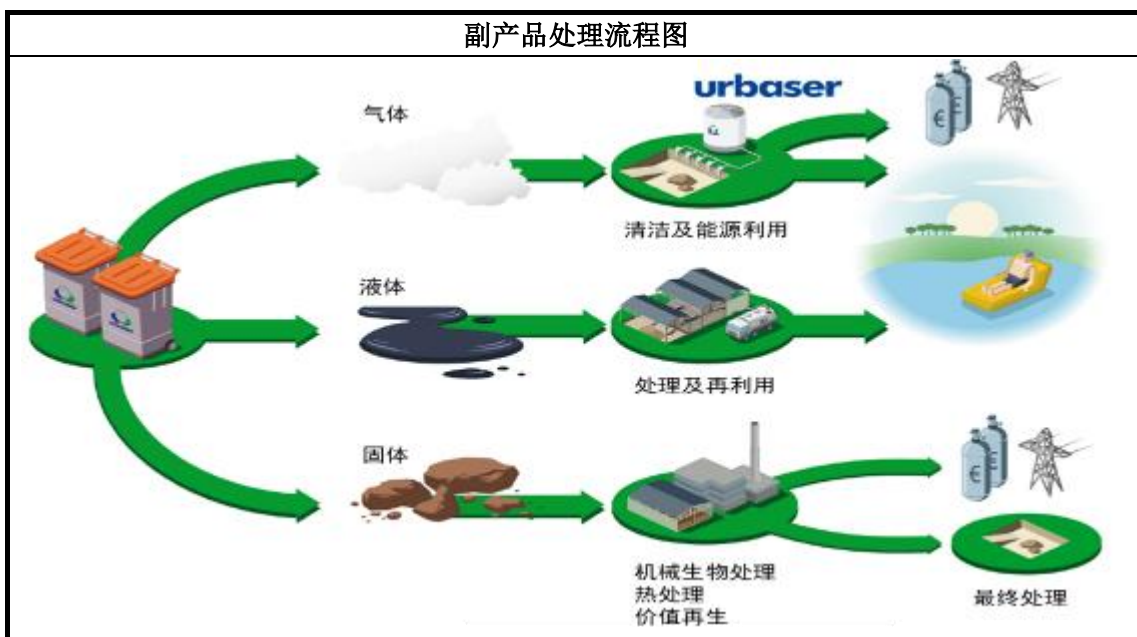 副产品处理流程图
urbaser
气体
清洁及能源利用
液体
处理及再利用
固体
机械生物处理
热处理
价值再生
最终处理